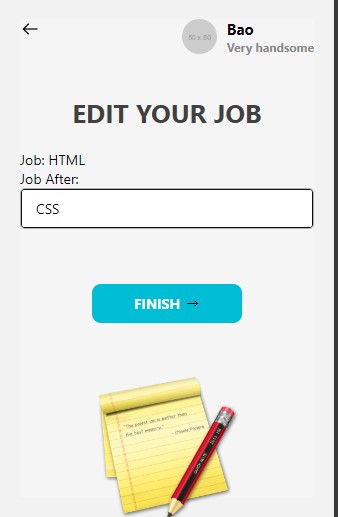 ←
Bao
50 x 50
Very handsome
EDIT YOUR JOB
Job: HTML
Job After:
CSS
FINISH →
"The palest ink is better than
the best memory."
- Chinese Proverb